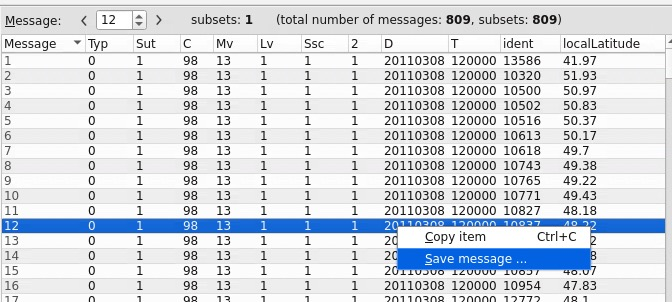 Message: 12 subsets: 1 (total number of messages: 809, subsets: 809)
Message Typ Sut C Mv Lv Ssc 2 D T ident localLatitude
1 0 1 98 13 1 1 1 20110308 120000 13586 41.97
2 0 1 98 13 1 1 1 20110308 120000 10320 51.93
3 0 1 98 13 1 1 1 20110308 120000 10500 50.97
4 0 1 98 13 1 1 1 20110308 120000 10502 50.83
5 0 1 98 13 1 1 1 20110308 120000 10516 50.37
6 0 1 98 13 1 1 1 20110308 120000 10613 50.17
7 0 1 98 13 1 1 1 20110308 120000 10618 49.7
8 0 1 98 13 1 1 1 20110308 120000 10743 49.38
9 0 1 98 13 1 1 1 20110308 120000 10765 49.22
10 0 1 98 13 1 1 1 20110308 120000 10771 49.43
11 0 1 98 13 1 1 1 20110308 120000 10827 48.18
12 0 1 98 13 1 1 1 20110308 120000 10837 48.22
13 0 1 98 13 1 1 1 Copy item Ctrl+C
14 0 1 98 13 1 1 1 Save message ...
15 0 1 98 13 1 1 1 20110308 120000 10857 48.07
16 0 1 98 13 1 1 1 20110308 120000 10954 47.83
17 0 1 98 13 1 1 1 20110308 120000 12772 48.1